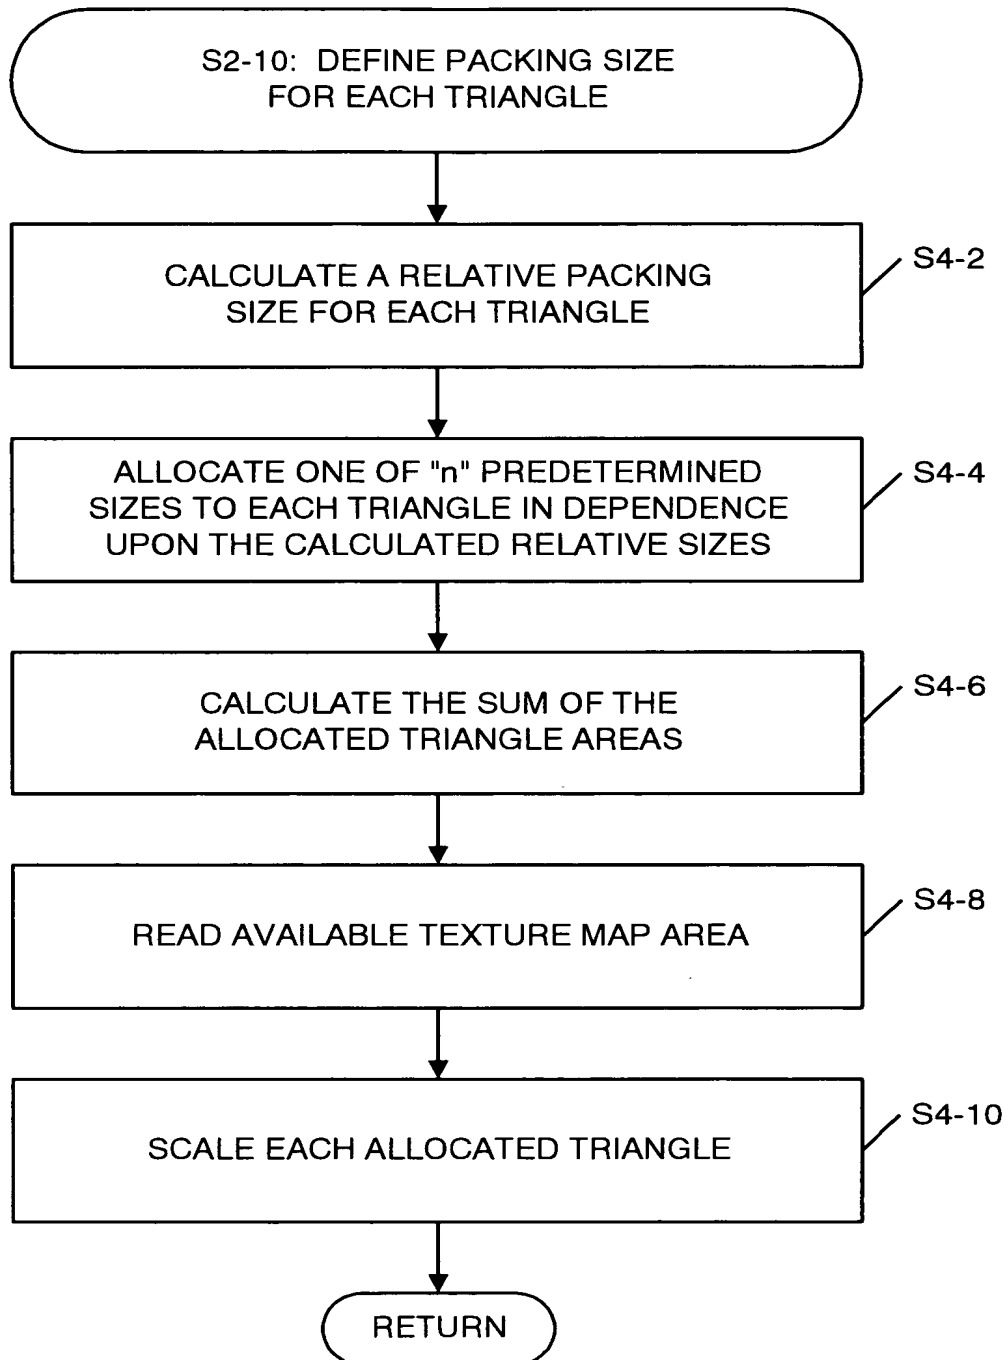 S2-10: DEFINE PACKING SIZE
FOR EACH TRIANGLE
CALCULATE A RELATIVE PACKING
SIZE FOR EACH TRIANGLE
S4-2
ALLOCATE ONE OF "n" PREDETERMINED
SIZES TO EACH TRIANGLE IN DEPENDENCE
UPON THE CALCULATED RELATIVE SIZES
S4-4
CALCULATE THE SUM OF THE
ALLOCATED TRIANGLE AREAS
S4-6
READ AVAILABLE TEXTURE MAP AREA
S4-8
SCALE EACH ALLOCATED TRIANGLE
S4-10
RETURN